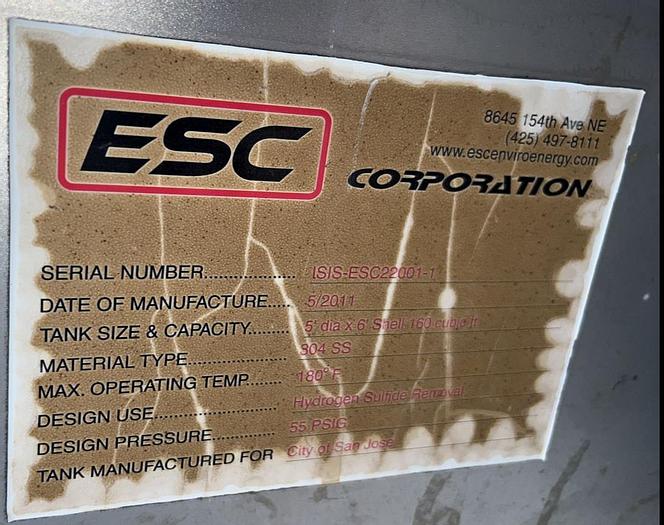 ESC
CORPORATION
8645 154th Ave NE
(425) 497-8111
www.escenviroenergy.com
SERIAL NUMBER.................. ISIS-ESC22001-1
DATE OF MANUFACTURE..... 5/2011
TANK SIZE & CAPACITY........ 5' dia x 6' Shell 160 cubic ft
MATERIAL TYPE.................... 304 SS
MAX. OPERATING TEMP...... 180° F
DESIGN USE......................... Hydrogen Sulfide Removal
DESIGN PRESSURE.............. 55 PSIG
TANK MANUFACTURED FOR City of San Jose